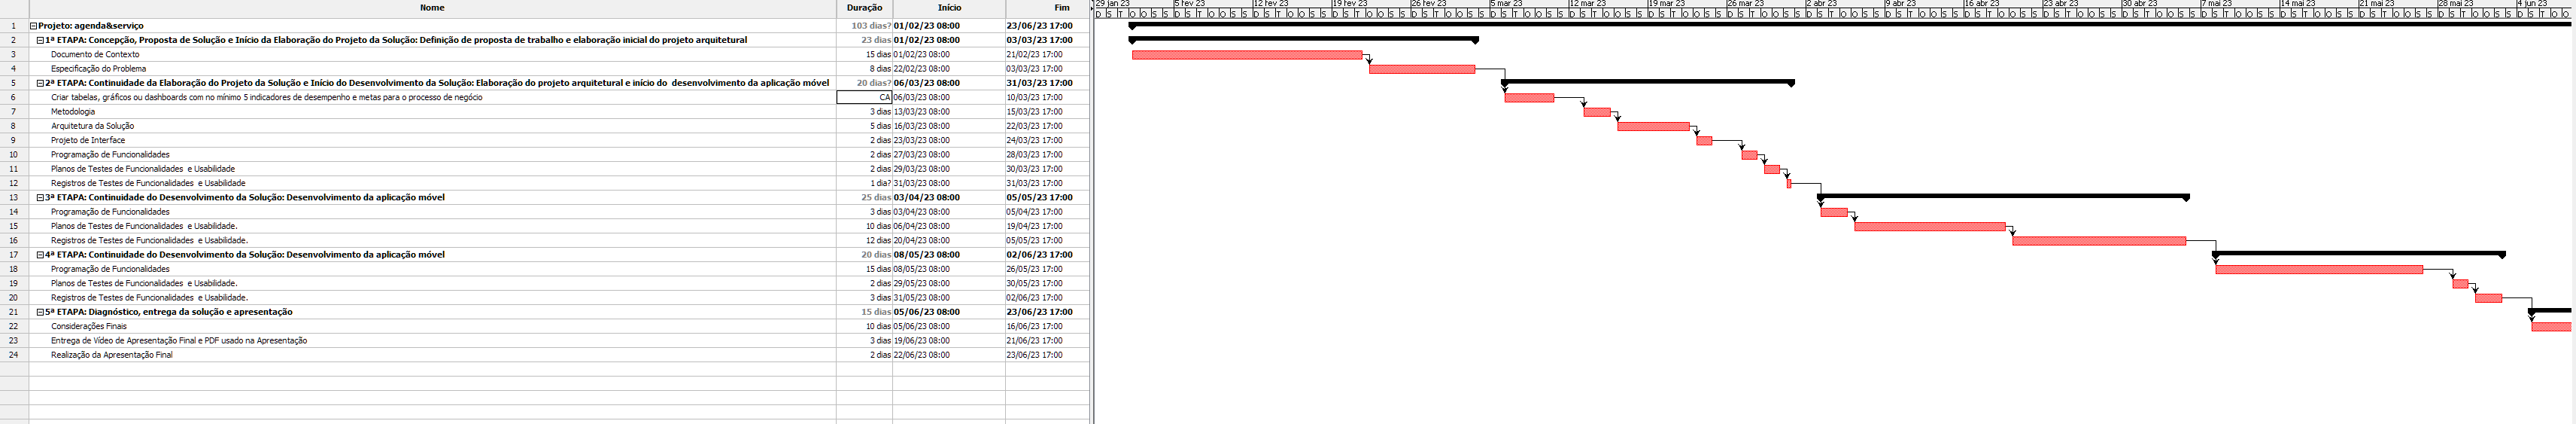 Nome Duração Início Fim
29 jan 23 5 fev 23 12 fev 23 19 fev 23 26 fev 23 5 mar 23 12 mar 23 19 mar 23 26 mar 23 2 abr 23 9 abr 23 16 abr 23 23 abr 23 30 abr 23 7 mai 23 14 mai 23 21 mai 23 28 mai 23 4 jun 23
D S T Q Q S S D S T Q Q S S D S T Q Q S S D S T Q Q S S D S T Q Q S S D S T Q Q S S D S T Q Q S S D S T Q Q S S D S T Q Q S S D S T Q Q S S D S T Q Q S S D S T Q Q S S D S T Q Q S S D S T Q Q S S D S T Q Q S S D S T Q Q S S D S T Q Q S S D S T Q Q S S D S T Q Q
1 Projeto: agenda&serviço 103 dias? 01/02/23 08:00 23/06/23 17:00
2 1ª ETAPA: Concepção, Proposta de Solução e Início da Elaboração do Projeto da Solução: Definição de proposta de trabalho e elaboração inicial do projeto arquitetural 23 dias 01/02/23 08:00 03/03/23 17:00
3 Documento de Contexto 15 dias 01/02/23 08:00 21/02/23 17:00
4 Especificação do Problema 8 dias 22/02/23 08:00 03/03/23 17:00
5 2ª ETAPA: Continuidade da Elaboração do Projeto da Solução e Início do Desenvolvimento da Solução: Elaboração do projeto arquitetural e início do desenvolvimento da aplicação móvel 20 dias? 06/03/23 08:00 31/03/23 17:00
6 Criar tabelas, gráficos ou dashboards com no mínimo 5 indicadores de desempenho e metas para o processo de negócio CA 06/03/23 08:00 10/03/23 17:00
7 Metodologia 3 dias 13/03/23 08:00 15/03/23 17:00
8 Arquitetura da Solução 5 dias 16/03/23 08:00 22/03/23 17:00
9 Projeto de Interface 2 dias 23/03/23 08:00 24/03/23 17:00
10 Programação de Funcionalidades 2 dias 27/03/23 08:00 28/03/23 17:00
11 Planos de Testes de Funcionalidades e Usabilidade 2 dias 29/03/23 08:00 30/03/23 17:00
12 Registros de Testes de Funcionalidades e Usabilidade 1 dia? 31/03/23 08:00 31/03/23 17:00
13 3ª ETAPA: Continuidade do Desenvolvimento da Solução: Desenvolvimento da aplicação móvel 25 dias 03/04/23 08:00 05/05/23 17:00
14 Programação de Funcionalidades 3 dias 03/04/23 08:00 05/04/23 17:00
15 Planos de Testes de Funcionalidades e Usabilidade. 10 dias 06/04/23 08:00 19/04/23 17:00
16 Registros de Testes de Funcionalidades e Usabilidade. 12 dias 20/04/23 08:00 05/05/23 17:00
17 4ª ETAPA: Continuidade do Desenvolvimento da Solução: Desenvolvimento da aplicação móvel 20 dias 08/05/23 08:00 02/06/23 17:00
18 Programação de Funcionalidades 15 dias 08/05/23 08:00 26/05/23 17:00
19 Planos de Testes de Funcionalidades e Usabilidade. 2 dias 29/05/23 08:00 30/05/23 17:00
20 Registros de Testes de Funcionalidades e Usabilidade. 3 dias 31/05/23 08:00 02/06/23 17:00
21 5ª ETAPA: Diagnóstico, entrega da solução e apresentação 15 dias 05/06/23 08:00 23/06/23 17:00
22 Considerações Finais 10 dias 05/06/23 08:00 16/06/23 17:00
23 Entrega de Vídeo de Apresentação Final e PDF usado na Apresentação 3 dias 19/06/23 08:00 21/06/23 17:00
24 Realização da Apresentação Final 2 dias 22/06/23 08:00 23/06/23 17:00